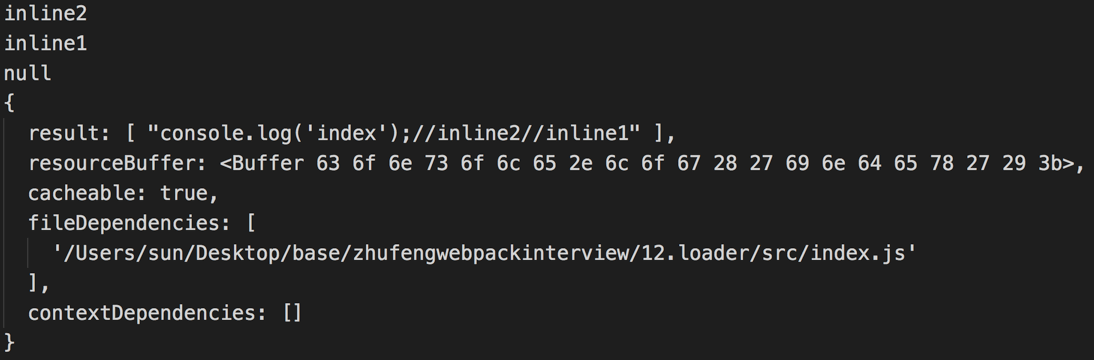 inline2
inline1
null
{
  result: [ "console.log('index');//inline2//inline1" ],
  resourceBuffer: <Buffer 63 6f 6e 73 6f 6c 65 2e 6c 6f 67 28 27 69 6e 64 65 78 27 29 3b>,
  cacheable: true,
  fileDependencies: [
    '/Users/sun/Desktop/base/zhufengwebpackinterview/12.loader/src/index.js'
  ],
  contextDependencies: []
}